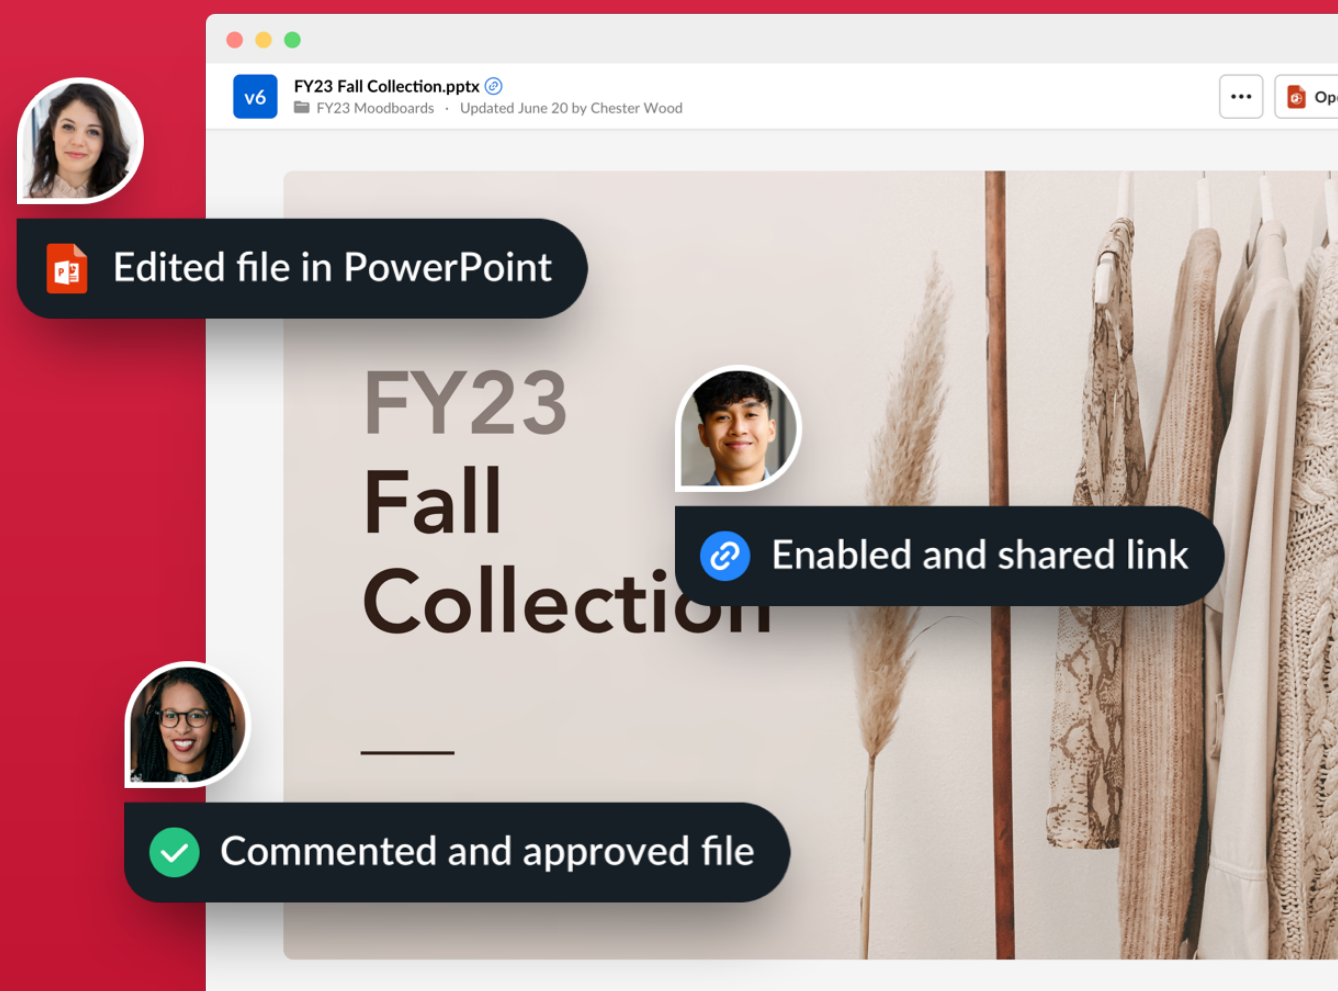 v6
FY23 Fall Collection.pptx
FY23 Moodboards · Updated June 20 by Chester Wood
Edited file in PowerPoint
FY23
Fall
Collection
Enabled and shared link
Commented and approved file